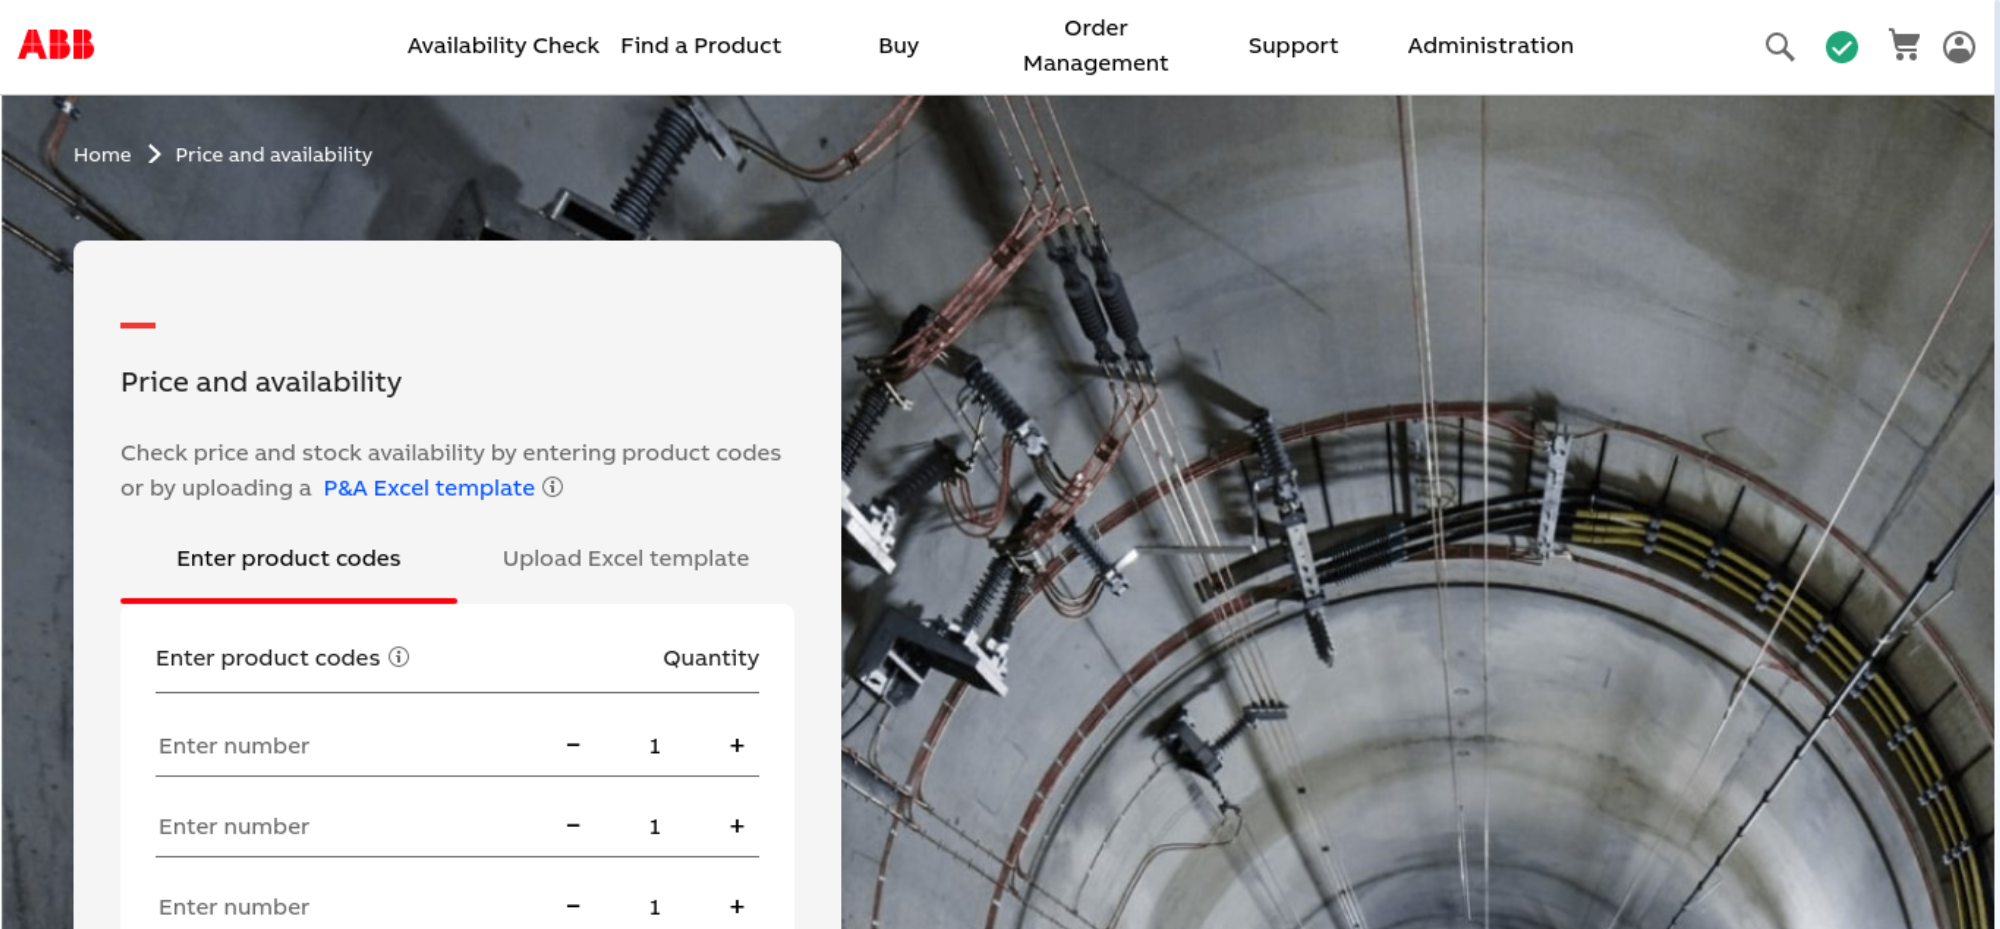 ABB
Availability Check
Find a Product
Buy
Order
Management
Support
Administration
Home
Price and availability
Price and availability
Check price and stock availability by entering product codes
or by uploading a P&A Excel template
Enter product codes
Upload Excel template
Enter product codes
Quantity
Enter number - 1 +
Enter number - 1 +
Enter number - 1 +